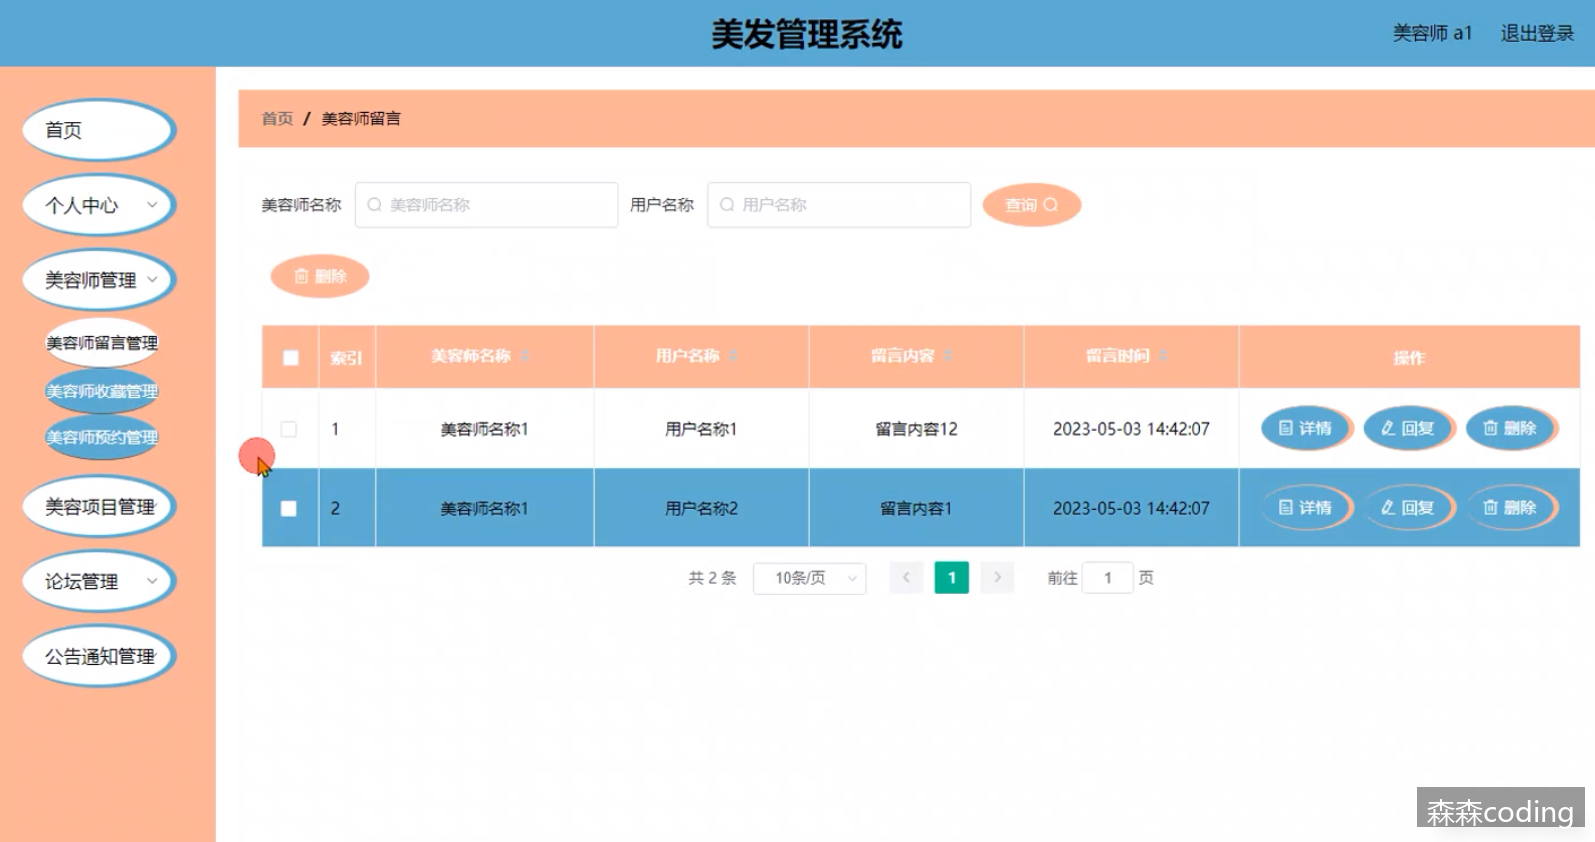 美发管理系统
美容师 a1 退出登录
首页
个人中心
美容师管理
美容师留言管理
美容师收藏管理
美容师预约管理
美容项目管理
论坛管理
公告通知管理
首页 / 美容师留言
美容师名称 美容师名称 用户名称 用户名称 查询
删除
索引 美容师名称 用户名称 留言内容 留言时间 操作
1 美容师名称1 用户名称1 留言内容12 2023-05-03 14:42:07 详情 回复 删除
2 美容师名称1 用户名称2 留言内容1 2023-05-03 14:42:07 详情 回复 删除
共 2 条 10条/页 1 前往 1 页
森森coding